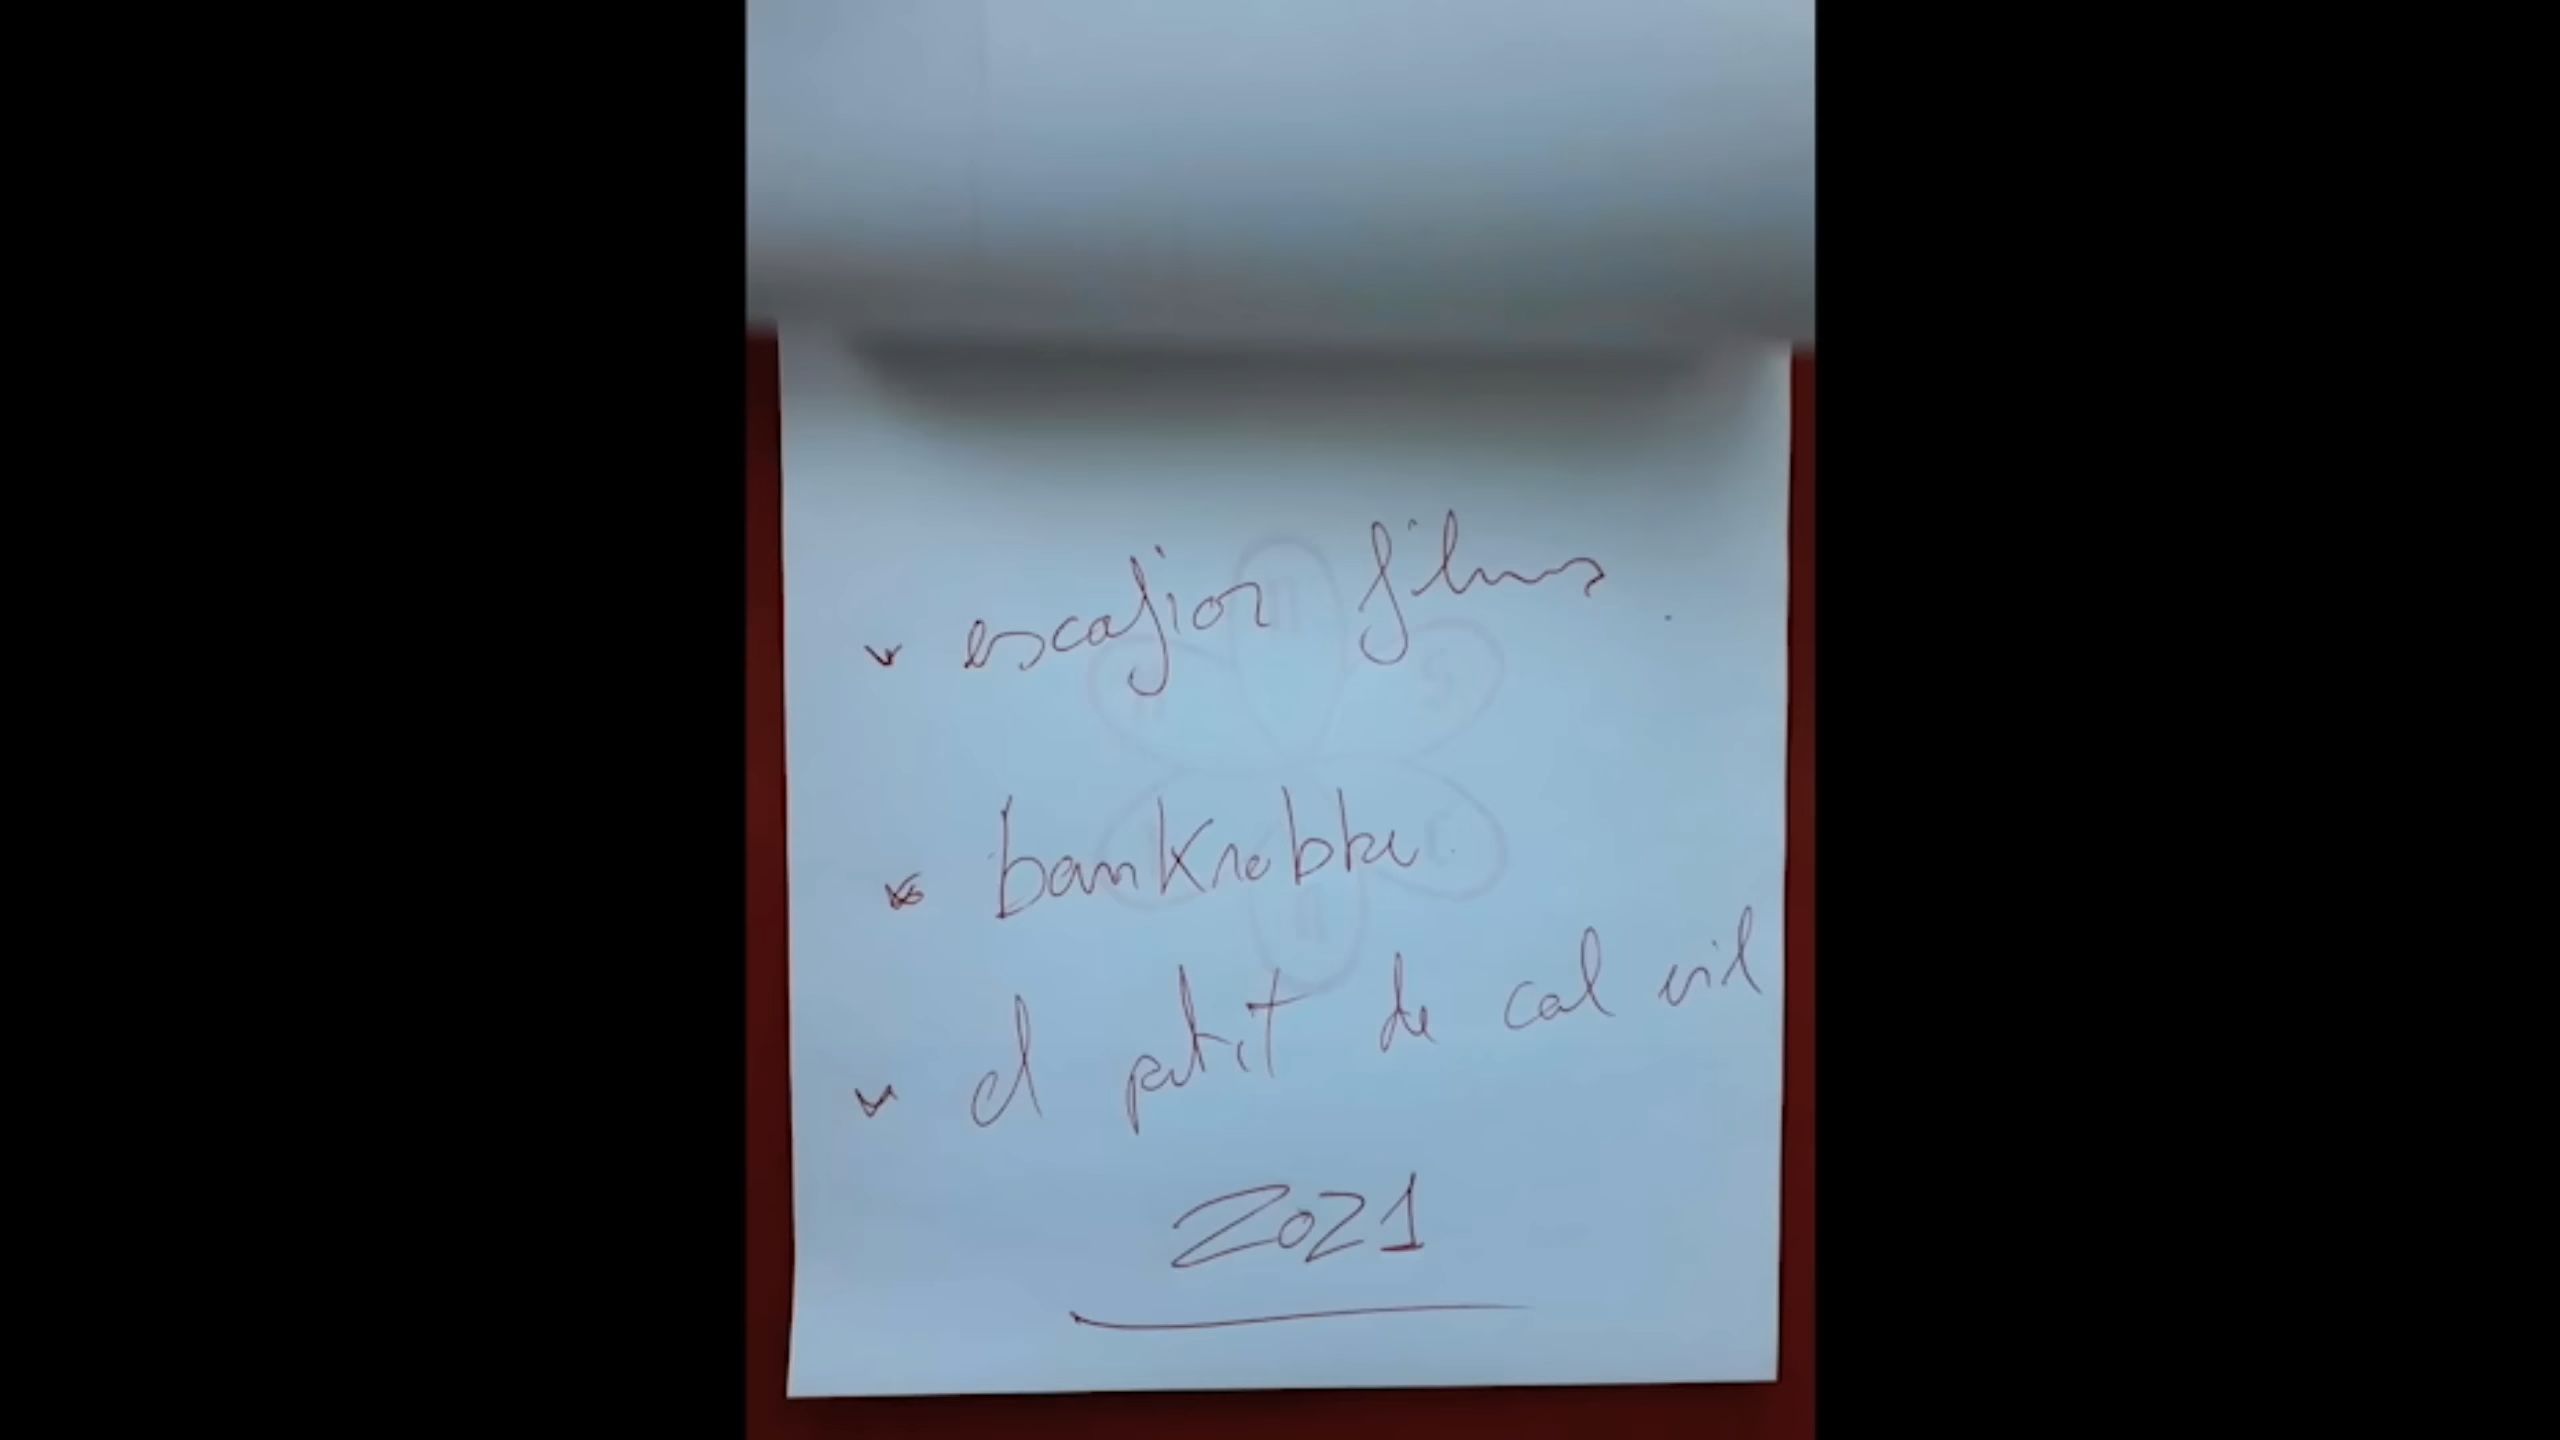 escafior films.
bankrobber
el petit de cal eril
2021